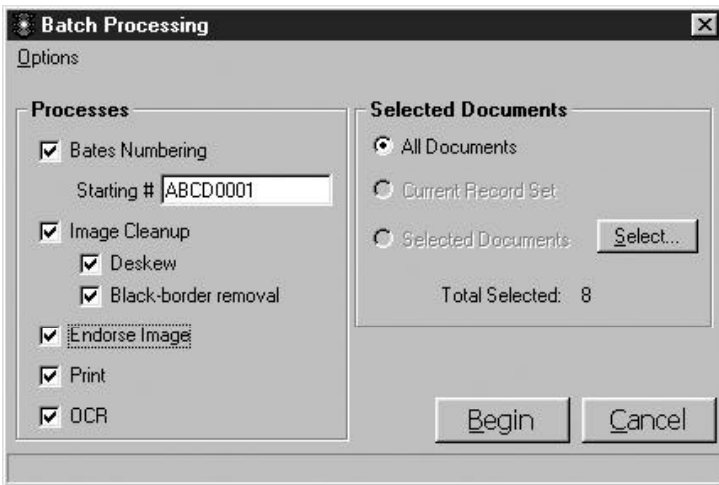 Batch Processing
Options
Processes
Bates Numbering
Starting # ABCD0001
Image Cleanup
Deskew
Black-border removal
Endorse Image
Print
OCR
Selected Documents
All Documents
Current Record Set
Selected Documents Select...
Total Selected: 8
Begin Cancel